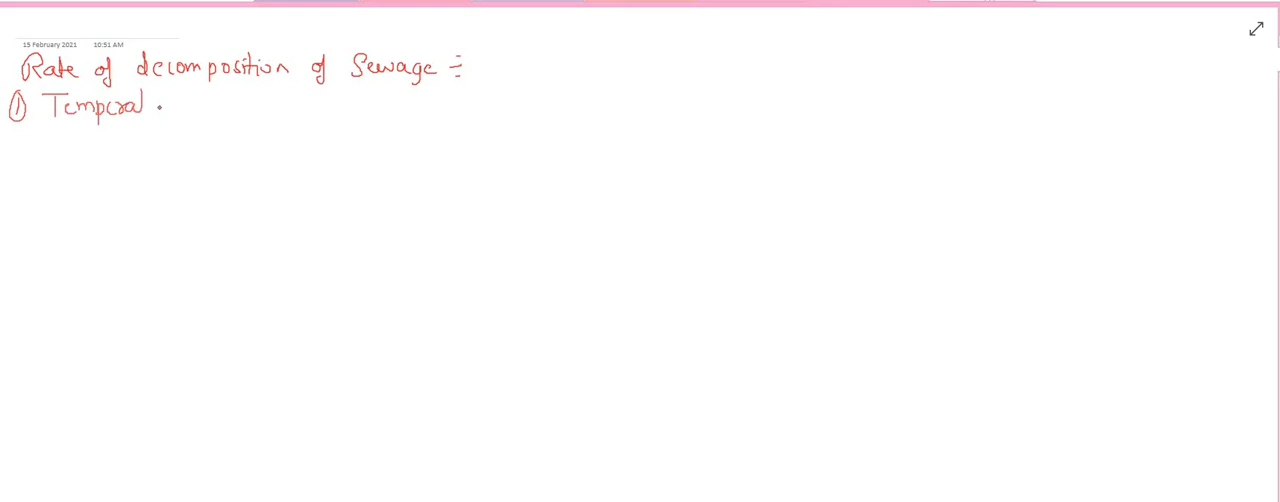 15 February 2021 10:51 AM
Rate of decomposition of Sewage :-
① Temperal